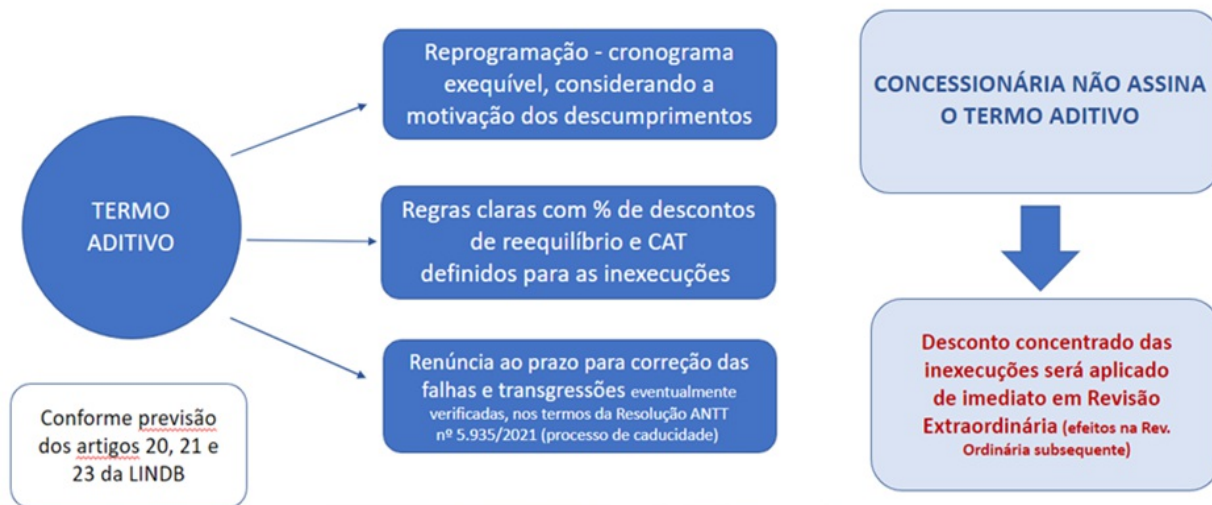 TERMO
ADITIVO
Conforme previsão
dos artigos 20, 21 e
23 da LINDB
Reprogramação - cronograma
exequível, considerando a
motivação dos descumprimentos
Regras claras com % de descontos
de reequilíbrio e CAT
definidos para as inexecuções
Renúncia ao prazo para correção das
falhas e transgressões eventualmente
verificadas, nos termos da Resolução ANTT
nº 5.935/2021 (processo de caducidade)
CONCESSIONÁRIA NÃO ASSINA
O TERMO ADITIVO
Desconto concentrado das
inexecuções será aplicado
de imediato em Revisão
Extraordinária (efeitos na Rev.
Ordinária subsequente)